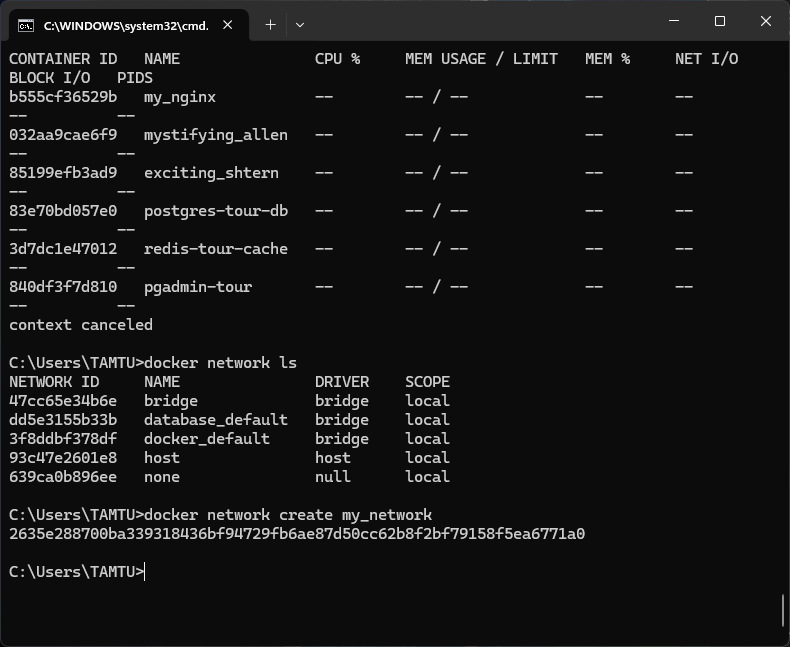 C:\WINDOWS\system32\cmd.
CONTAINER ID   NAME               CPU %     MEM USAGE / LIMIT   MEM %     NET I/O
BLOCK I/O   PIDS
b555cf36529b   my_nginx           --        -- / --             --        --
--          --
032aa9cae6f9   mystifying_allen   --        -- / --             --        --
--          --
85199efb3ad9   exciting_shtern    --        -- / --             --        --
--          --
83e70bd057e0   postgres-tour-db   --        -- / --             --        --
--          --
3d7dc1e47012   redis-tour-cache   --        -- / --             --        --
--          --
840df3f7d810   pgadmin-tour       --        -- / --             --        --
--          --
context canceled
C:\Users\TAMTU>docker network ls
NETWORK ID     NAME               DRIVER    SCOPE
47cc65e34b6e   bridge             bridge    local
dd5e3155b33b   database_default   bridge    local
3f8ddbf378df   docker_default     bridge    local
93c47e2601e8   host               host      local
639ca0b896ee   none               null      local
C:\Users\TAMTU>docker network create my_network
2635e288700ba339318436bf94729fb6ae87d50cc62b8f2bf79158f5ea6771a0
C:\Users\TAMTU>